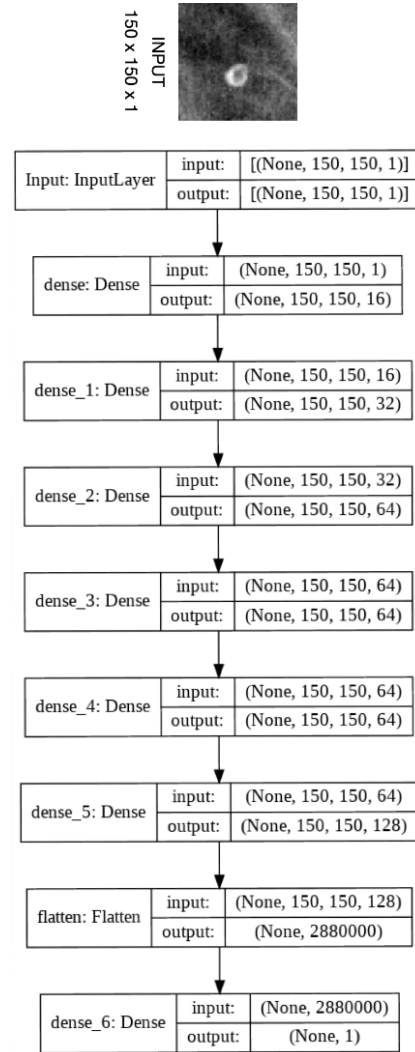 INPUT
150 x 150 x 1
Input: InputLayer
input: [(None, 150, 150, 1)]
output: [(None, 150, 150, 1)]
dense: Dense
input: (None, 150, 150, 1)
output: (None, 150, 150, 16)
dense_1: Dense
input: (None, 150, 150, 16)
output: (None, 150, 150, 32)
dense_2: Dense
input: (None, 150, 150, 32)
output: (None, 150, 150, 64)
dense_3: Dense
input: (None, 150, 150, 64)
output: (None, 150, 150, 64)
dense_4: Dense
input: (None, 150, 150, 64)
output: (None, 150, 150, 64)
dense_5: Dense
input: (None, 150, 150, 64)
output: (None, 150, 150, 128)
flatten: Flatten
input: (None, 150, 150, 128)
output: (None, 2880000)
dense_6: Dense
input: (None, 2880000)
output: (None, 1)